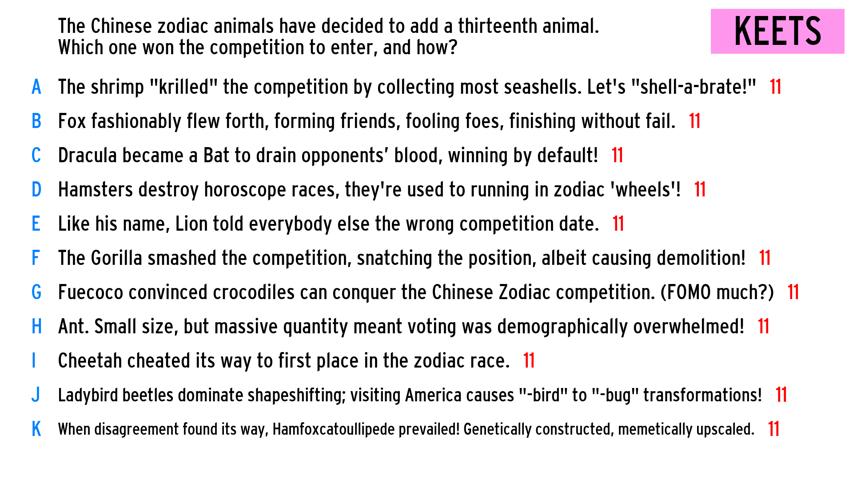 The Chinese zodiac animals have decided to add a thirteenth animal.
Which one won the competition to enter, and how?
KEETS
A The shrimp "krilled" the competition by collecting most seashells. Let's "shell-a-brate!" 11
B Fox fashionably flew forth, forming friends, fooling foes, finishing without fail. 11
C Dracula became a Bat to drain opponents’ blood, winning by default! 11
D Hamsters destroy horoscope races, they're used to running in zodiac 'wheels'! 11
E Like his name, Lion told everybody else the wrong competition date. 11
F The Gorilla smashed the competition, snatching the position, albeit causing demolition! 11
G Fuecoco convinced crocodiles can conquer the Chinese Zodiac competition. (FOMO much?) 11
H Ant. Small size, but massive quantity meant voting was demographically overwhelmed! 11
I Cheetah cheated its way to first place in the zodiac race. 11
J Ladybird beetles dominate shapeshifting; visiting America causes "-bird" to "-bug" transformations! 11
K When disagreement found its way, Hamfoxcatoullipede prevailed! Genetically constructed, memetically upscaled. 11